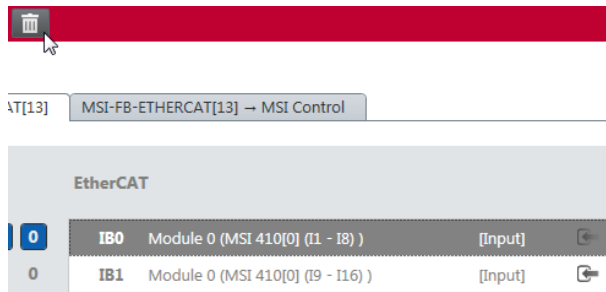 AT[13] MSI-FB-ETHERCAT[13] → MSI Control
EtherCAT
0 IB0 Module 0 (MSI 410[0] (I1 - I8) ) [Input]
0 IB1 Module 0 (MSI 410[0] (I9 - I16) ) [Input]